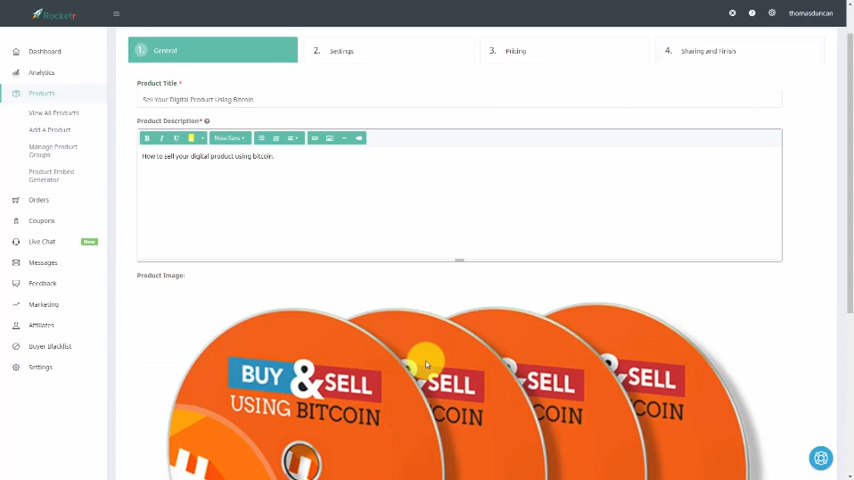 Rocketr
thomasduncan
Dashboard
Analytics
Products
View All Products
Add A Product
Manage Product
Groups
Product Embed
Generator
Orders
Coupons
Live Chat
New
Messages
Feedback
Marketing
Affiliates
Buyer Blacklist
Settings
1. General
2. Settings
3. Pricing
4. Sharing and Finish
Product Title *
Sell Your Digital Product Using Bitcoin
Product Description*
B I U
Noto Sans
How to sell your digital product using bitcoin.
Product Image:
BUY & SELL
USING BITCOIN
& SELL
COIN
& SELL
COIN
& SELL
COIN